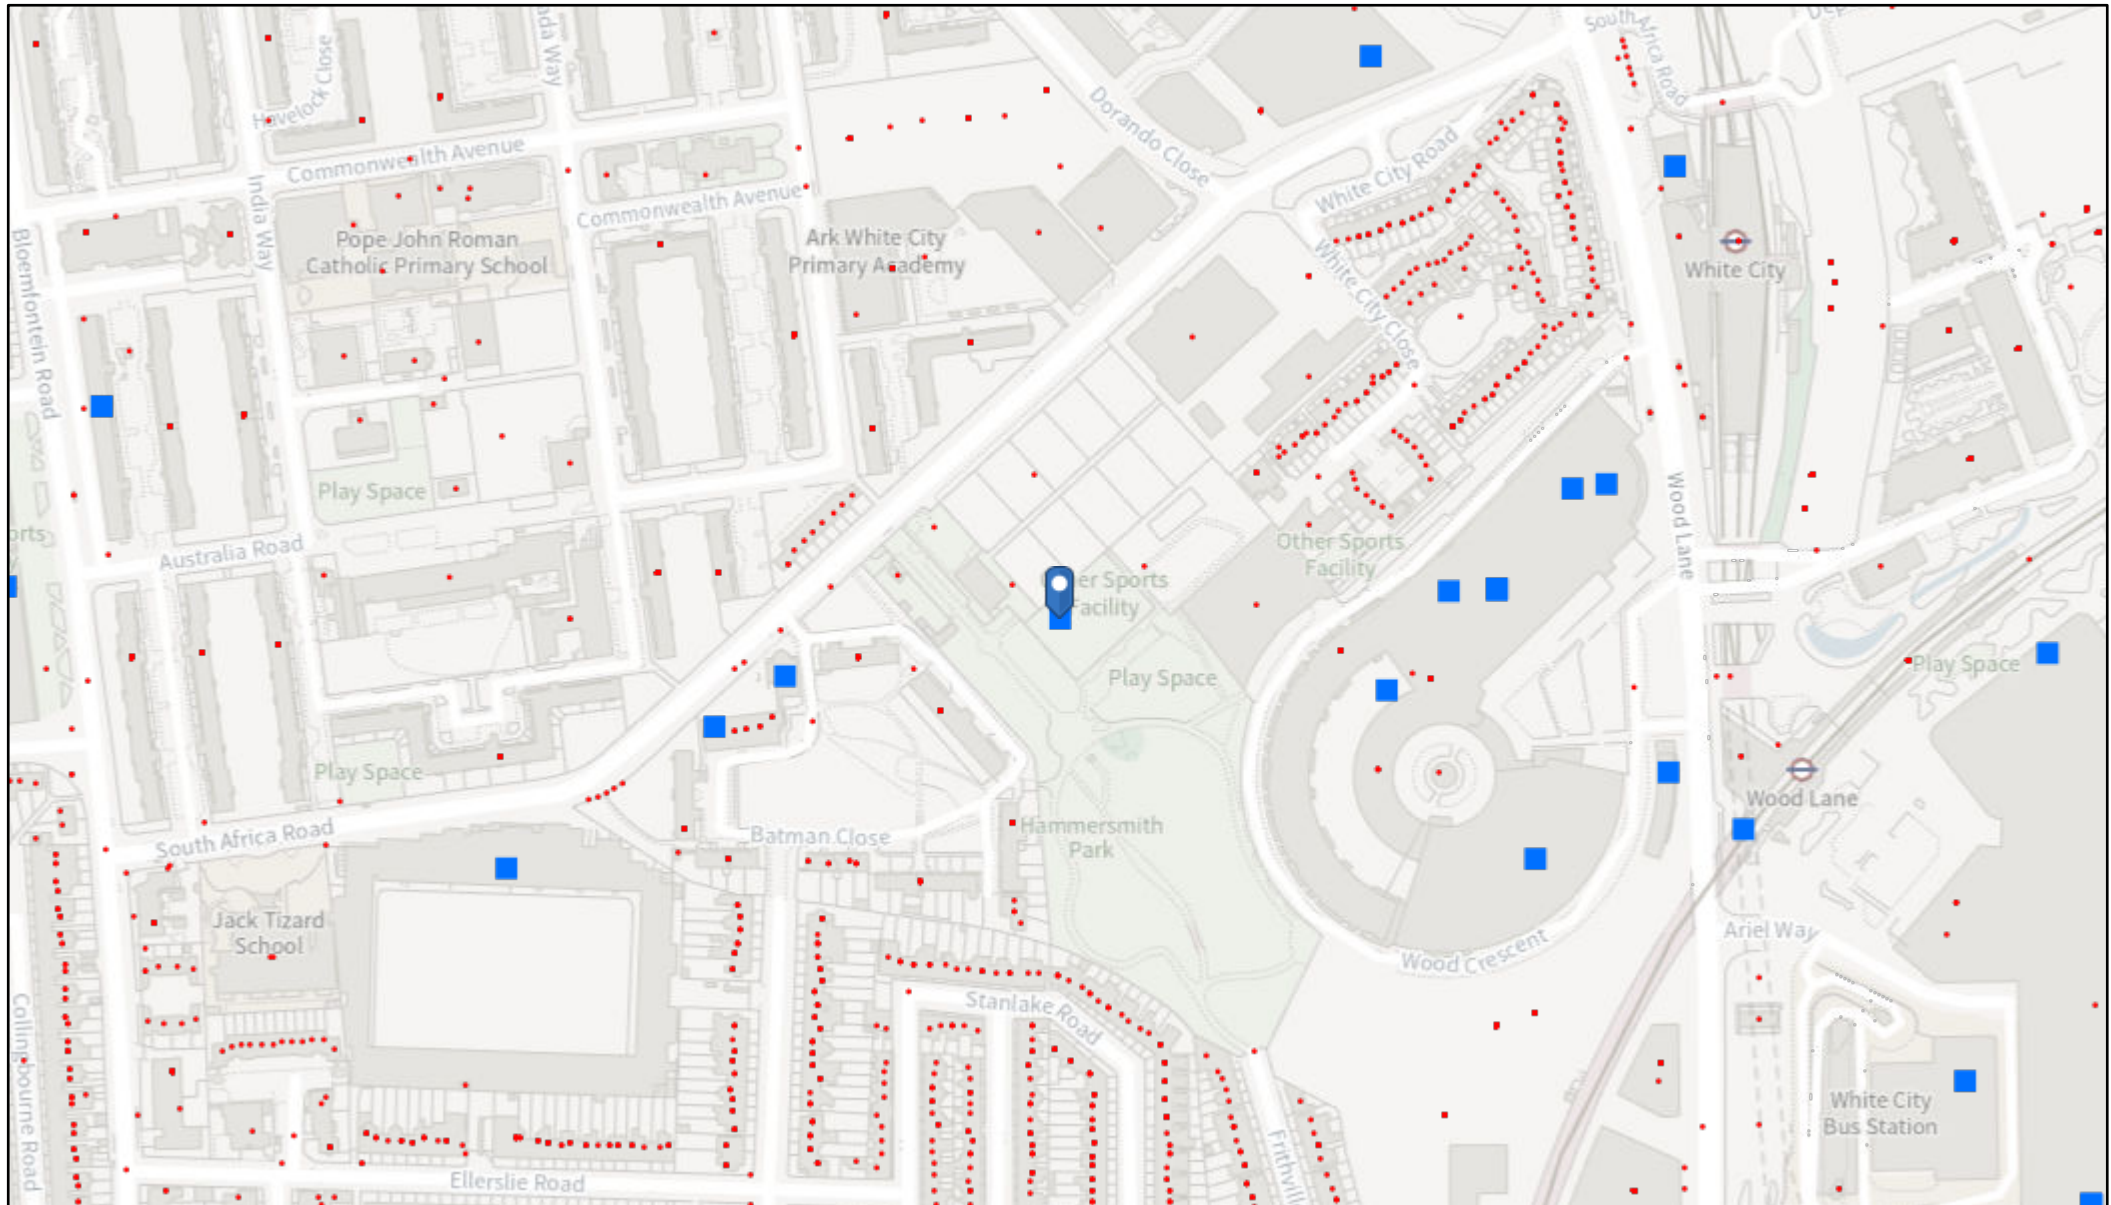 South Africa Road
Havelock Close
Dorando Close
Commonwealth Avenue
White City Road
India Way
Commonwealth Avenue
Bloemfontein Road
Pope John Roman
Catholic Primary School
Ark White City
Primary Academy
White City Close
White City
Play Space
Wood Lane
Australia Road
Other Sports
Facility
er Sports
Facility
Play Space
Play Space
Play Space
Wood Lane
South Africa Road
Batman Close
Hammersmith
Park
Jack Tizard
School
Ariel Way
Wood Crescent
Stanlake Road
Collingbourne Road
White City
Bus Station
Ellerslie Road